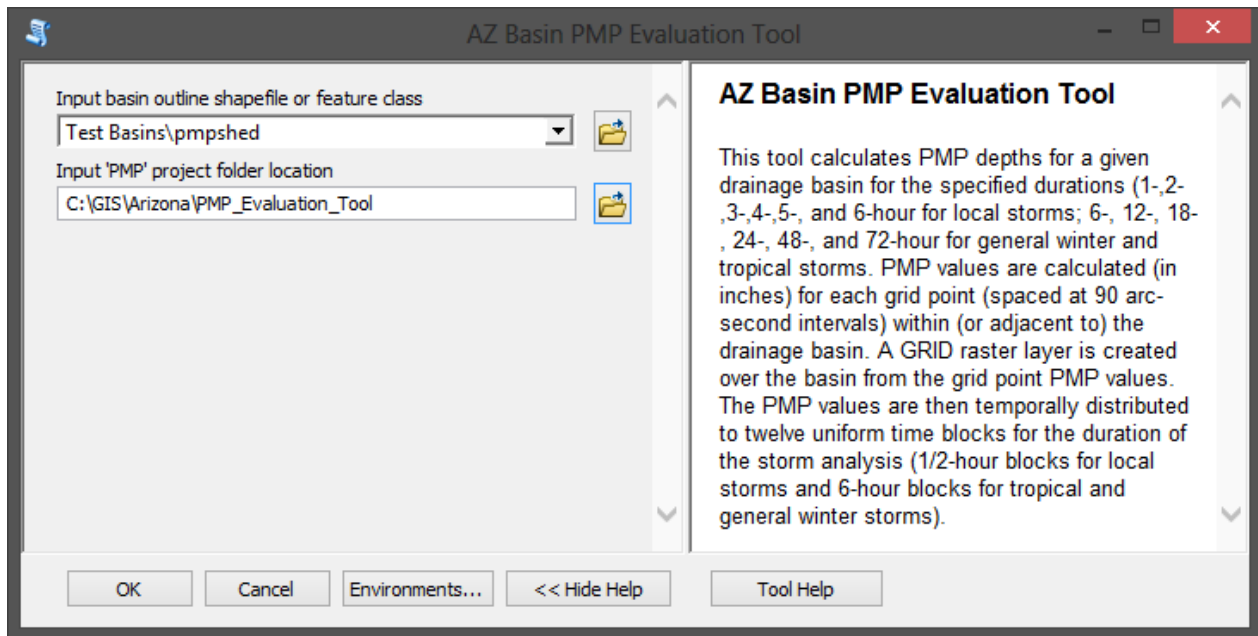 AZ Basin PMP Evaluation Tool
Input basin outline shapefile or feature class
Test Basins\pmpshed
Input 'PMP' project folder location
C:\GIS\Arizona\PMP_Evaluation_Tool
AZ Basin PMP Evaluation Tool
This tool calculates PMP depths for a given
drainage basin for the specified durations (1-,2-
,3-,4-,5-, and 6-hour for local storms; 6-, 12-, 18-
, 24-, 48-, and 72-hour for general winter and
tropical storms. PMP values are calculated (in
inches) for each grid point (spaced at 90 arc-
second intervals) within (or adjacent to) the
drainage basin. A GRID raster layer is created
over the basin from the grid point PMP values.
The PMP values are then temporally distributed
to twelve uniform time blocks for the duration of
the storm analysis (1/2-hour blocks for local
storms and 6-hour blocks for tropical and
general winter storms).
OK
Cancel
Environments...
<< Hide Help
Tool Help